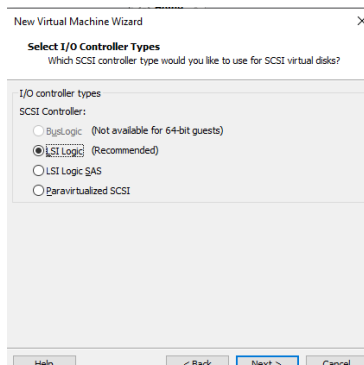 New Virtual Machine Wizard
Select I/O Controller Types
Which SCSI controller type would you like to use for SCSI virtual disks?
I/O controller types
SCSI Controller:
BusLogic (Not available for 64-bit guests)
LSI Logic (Recommended)
LSI Logic SAS
Paravirtualized SCSI
Help < Back Next > Cancel